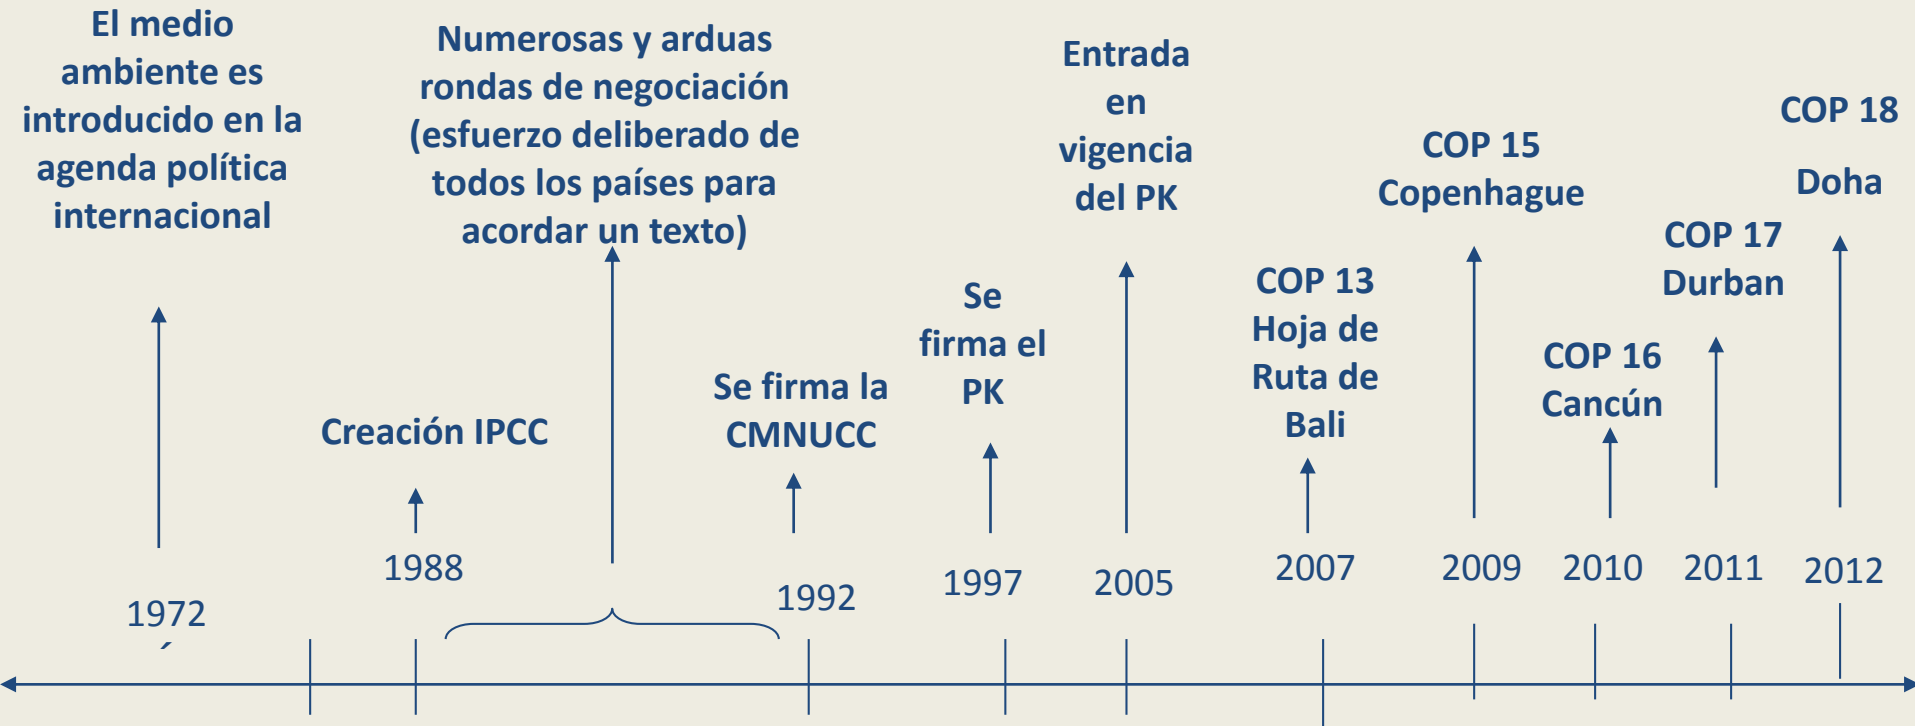 El medio
ambiente es
introducido en la
agenda política
internacional
1972
Creación IPCC
1988
Numerosas y arduas
rondas de negociación
(esfuerzo deliberado de
todos los países para
acordar un texto)
Se firma la
CMNUCC
1992
Se
firma el
PK
1997
Entrada
en
vigencia
del PK
2005
COP 13
Hoja de
Ruta de
Bali
2007
COP 15
Copenhague
2009
COP 16
Cancún
2010
COP 17
Durban
2011
COP 18
Doha
2012